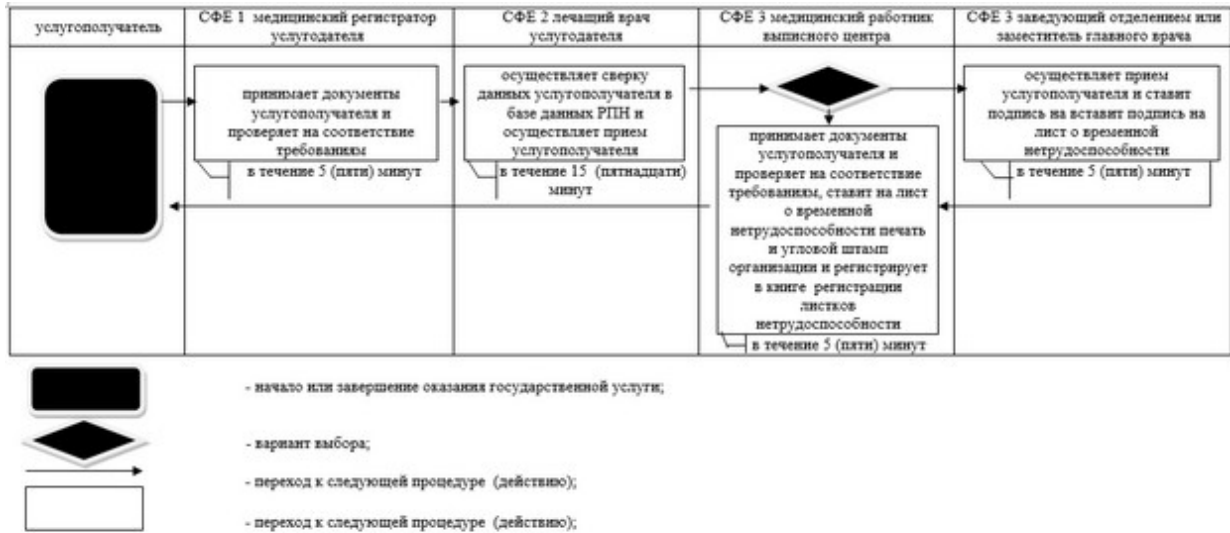 услугополучатель
СФЕ 1 медицинский регистратор
услугодателя
СФЕ 2 лечащий врач
услугодателя
СФЕ 3 медицинский работник
выписного центра
СФЕ 3 заведующий отделением или
заместитель главного врача
принимает документы
услугополучателя и
проверяет на соответствие
требованиям
в течение 5 (пяти) минут
осуществляет сверку
данных услугополучателя в
базе данных РПН и
осуществляет прием
услугополучателя
в течение 15 (пятнадцати)
минут
принимает документы
услугополучателя и
проверяет на соответствие
требованиям, ставит на лист
о временной
нетрудоспособности печать
и угловой штамп
организации и регистрирует
в книге регистрации
листков
нетрудоспособности
в течение 5 (пяти) минут
осуществляет прием
услугополучателя и ставит
подпись на вставит подпись на
лист о временной
нетрудоспособности
в течение 5 (пяти) минут
- начало или завершение оказания государственной услуги;
- вариант выбора;
- переход к следующей процедуре (действию);
- переход к следующей процедуре (действию);